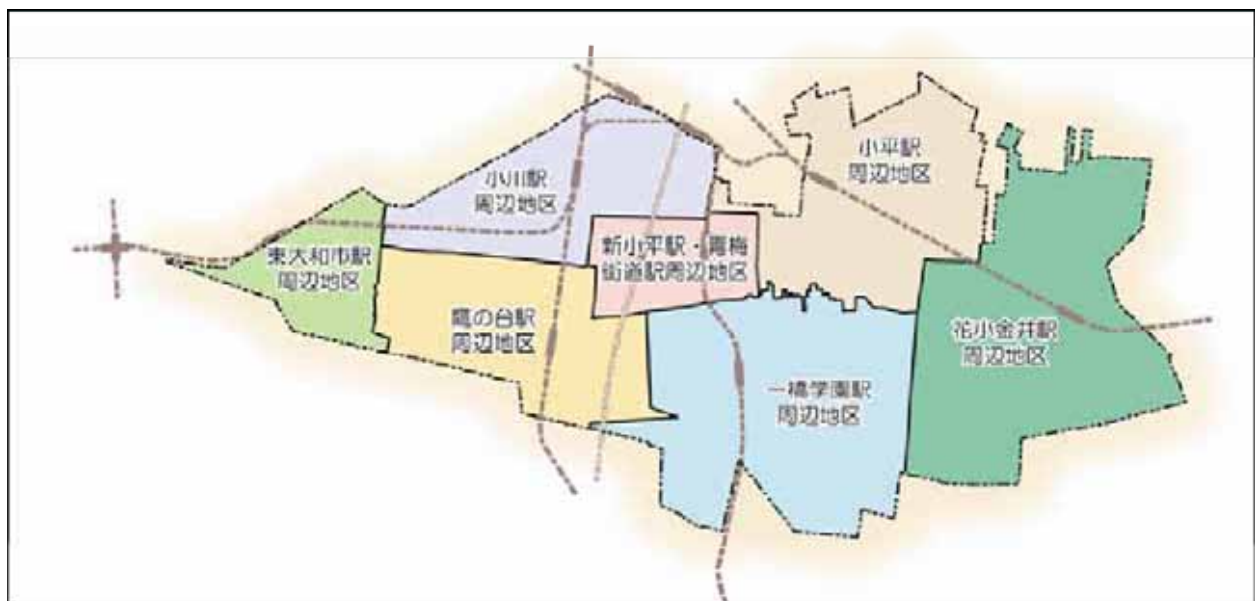 小平駅
周辺地区
小川駅
周辺地区
新小平駅・青梅
街道駅周辺地区
東大和市駅
周辺地区
鷹の台駅
周辺地区
花小金井駅
周辺地区
一橋学園駅
周辺地区